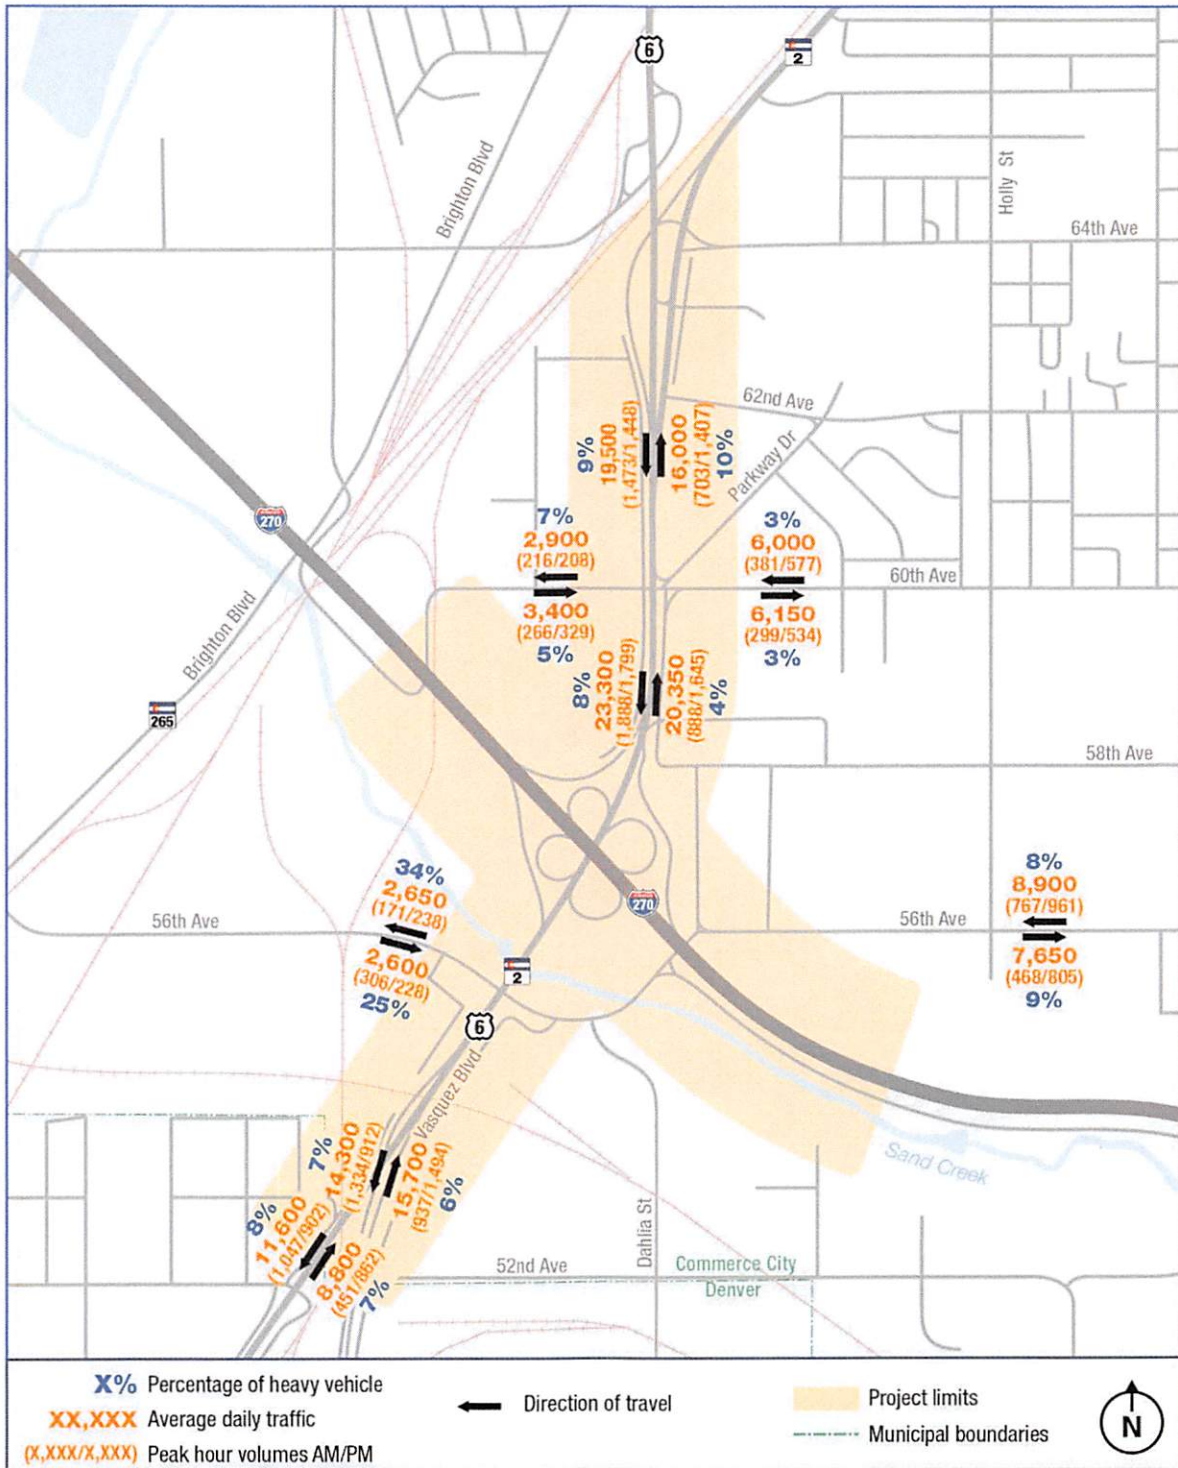 6
2
Brighton Blvd
Holly St
64th Ave
62nd Ave
Parkway Dr
9%
19,500
(1,473/1,448)
16,000
(703/1,407)
10%
270
7%
2,900
(216/208)
3,400
(266/329)
5%
3%
6,000
(381/577)
60th Ave
6,150
(299/534)
3%
Brighton Blvd
265
8%
23,300
(1,888/1,799)
20,350
(888/1,645)
4%
58th Ave
34%
2,650
(171/238)
56th Ave
2,600
(306/228)
25%
270
56th Ave
8%
8,900
(767/961)
7,650
(468/805)
9%
2
6
Vasquez Blvd
7%
14,300
(1,334/912)
15,700
(937/1,494)
6%
8%
11,600
(1,047/902)
8,800
(451/862)
7%
Sand Creek
Dahlia St
52nd Ave
Commerce City
Denver
X% Percentage of heavy vehicle
XX,XXX Average daily traffic
(X,XXX/X,XXX) Peak hour volumes AM/PM
Direction of travel
Project limits
Municipal boundaries
N